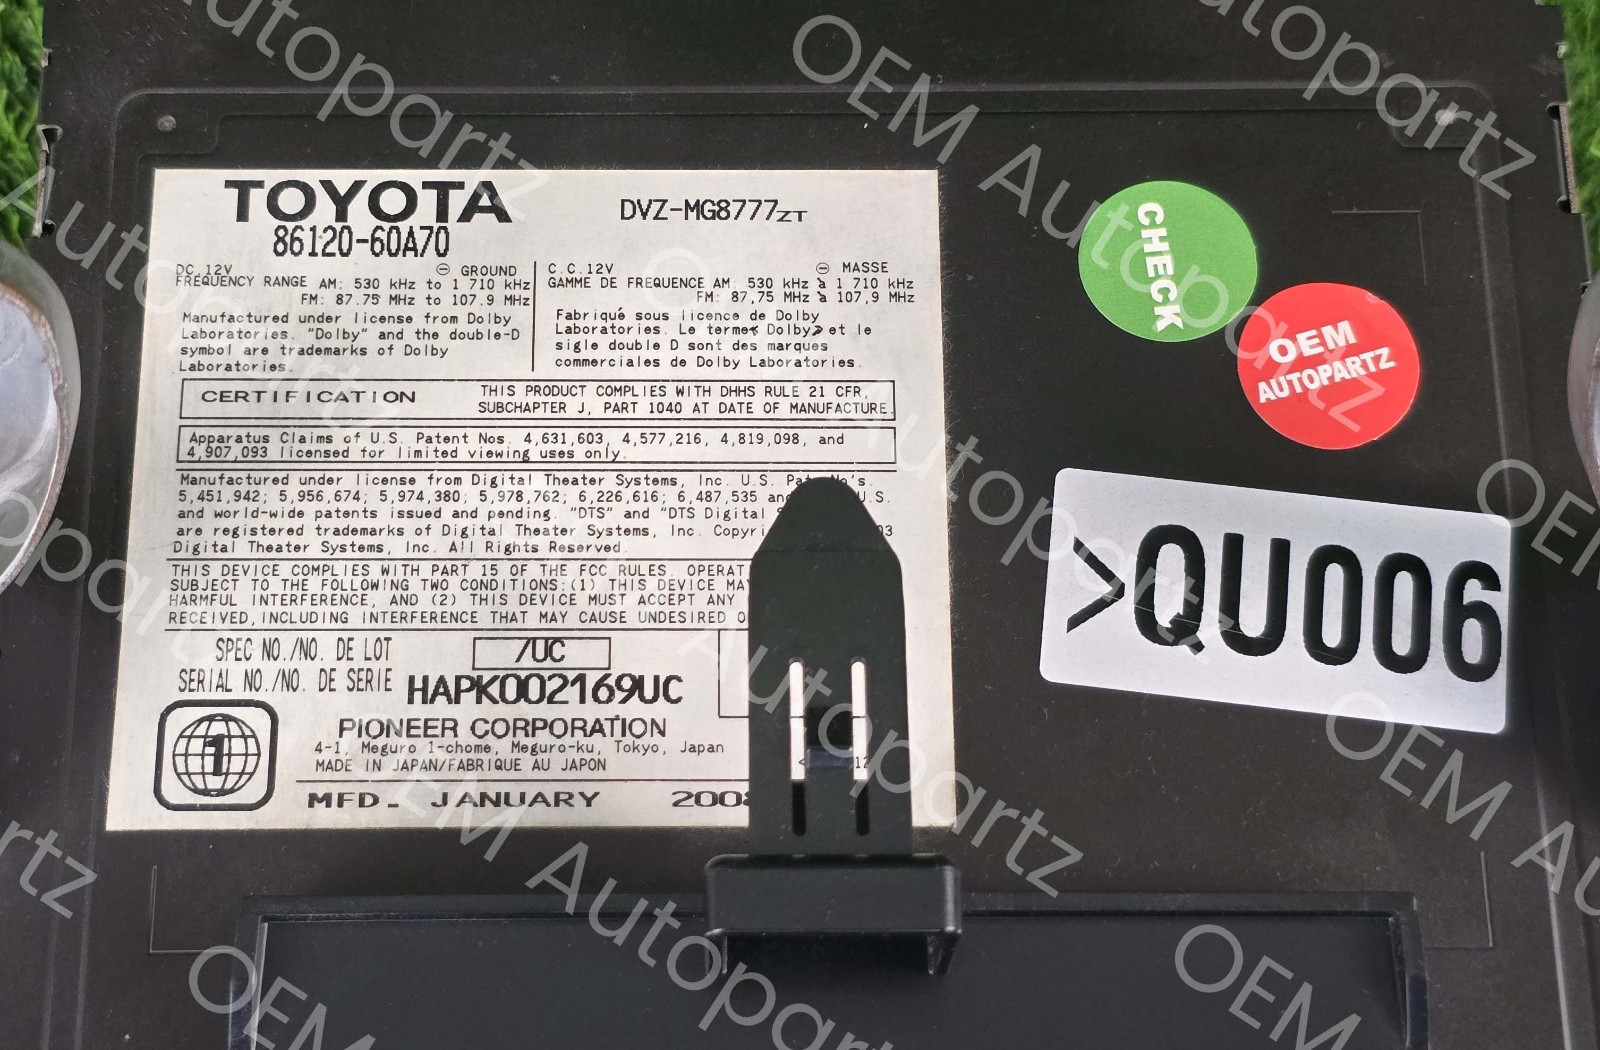 TOYOTA
86120-60A70
DVZ-MG8777ZT
DC.12V ⊖ GROUND
FREQUENCY RANGE AM: 530 kHz to 1 710 kHz
FM: 87.75 MHz to 107.9 MHz
Manufactured under license from Dolby
Laboratories. "Dolby" and the double-D
symbol are trademarks of Dolby
Laboratories.
C.C.12V ⊖ MASSE
GAMME DE FREQUENCE AM: 530 kHz à 1 710 kHz
FM: 87,75 MHz à 107,9 MHz
Fabriqué sous licence de Dolby
Laboratories. Le terme« Dolby» et le
sigle double D sont des marques
commerciales de Dolby Laboratories.
CERTIFICATION
THIS PRODUCT COMPLIES WITH DHHS RULE 21 CFR,
SUBCHAPTER J, PART 1040 AT DATE OF MANUFACTURE.
Apparatus Claims of U.S. Patent Nos. 4,631,603, 4,577,216, 4,819,098, and
4,907,093 licensed for limited viewing uses only.
Manufactured under license from Digital Theater Systems, Inc. U.S. Pat No's.
5,451,942; 5,956,674; 5,974,380; 5,978,762; 6,226,616; 6,487,535 and U.S.
and world-wide patents issued and pending. "DTS" and "DTS Digital
are registered trademarks of Digital Theater Systems, Inc. Copyri
Digital Theater Systems, Inc. All Rights Reserved.
THIS DEVICE COMPLIES WITH PART 15 OF THE FCC RULES. OPERAT
SUBJECT TO THE FOLLOWING TWO CONDITIONS:(1) THIS DEVICE MA
HARMFUL INTERFERENCE, AND (2) THIS DEVICE MUST ACCEPT ANY
RECEIVED,INCLUDING INTERFERENCE THAT MAY CAUSE UNDESIRED O
SPEC NO./NO. DE LOT /UC
SERIAL NO./NO. DE SERIE HAPK002169UC
1
PIONEER CORPORATION
4-1, Meguro 1-chome, Meguro-ku, Tokyo, Japan
MADE IN JAPAN/FABRIQUE AU JAPON
MFD. JANUARY 2008
CHECK
OEM
AUTOPARTZ
>QU006
OEM Autopartz
OEM Autopartz
OEM Autopartz
OEM Autopartz